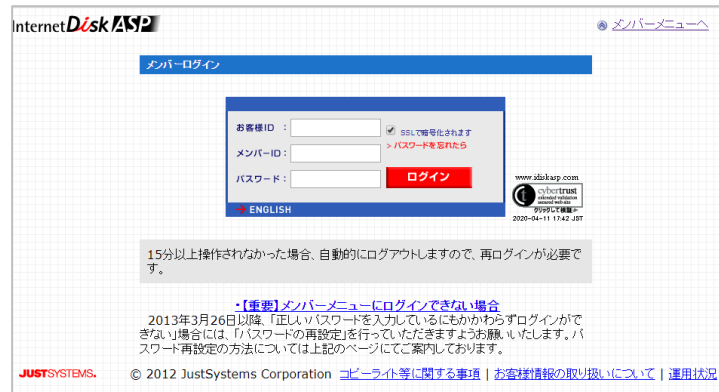 InternetDisk ASP
メンバーメニューへ
メンバーログイン
お客様ID :
SSLで暗号化されます
> パスワードを忘れたら
メンバーID:
パスワード:
ログイン
ENGLISH
www.idiskasp.com
cybertrust
extended validation
secured web site
クリックして検証
2020-04-11 17:42 JST
15分以上操作されなかった場合、自動的にログアウトしますので、再ログインが必要で
す。
・【重要】メンバーメニューにログインできない場合
2013年3月26日以降、「正しいパスワードを入力しているにもかかわらずログインがで
きない」場合には、「パスワードの再設定」を行っていただきますようお願いいたします。パ
スワード再設定の方法については上記のページにてご案内しております。
JUSTSYSTEMS.
© 2012 JustSystems Corporation コピーライト等に関する事項 | お客様情報の取り扱いについて | 運用状況